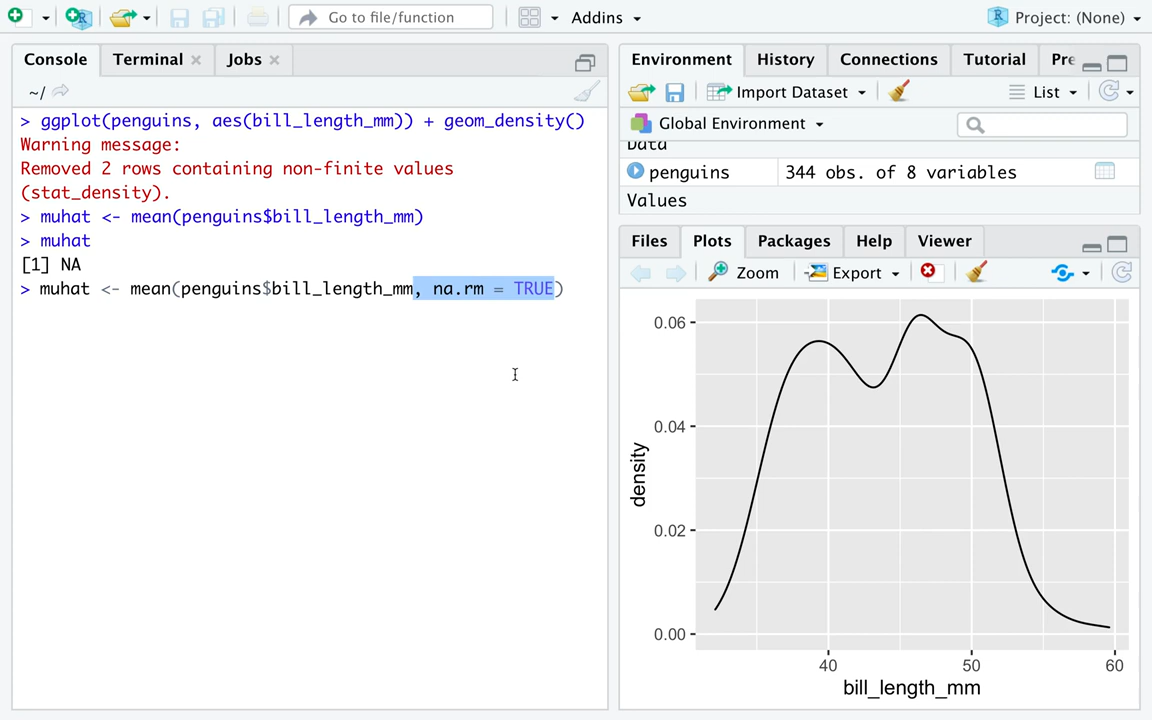 Go to file/function
Addins
Project: (None)
Console
Terminal
Jobs
~/
> ggplot(penguins, aes(bill_length_mm)) + geom_density()
Warning message:
Removed 2 rows containing non-finite values
(stat_density).
> muhat <- mean(penguins$bill_length_mm)
> muhat
[1] NA
> muhat <- mean(penguins$bill_length_mm, na.rm = TRUE)
Environment
History
Connections
Tutorial
Pre
Import Dataset
List
Global Environment
Data
penguins
344 obs. of 8 variables
Values
Files
Plots
Packages
Help
Viewer
Zoom
Export
0.06
0.04
0.02
0.00
density
40
50
60
bill_length_mm